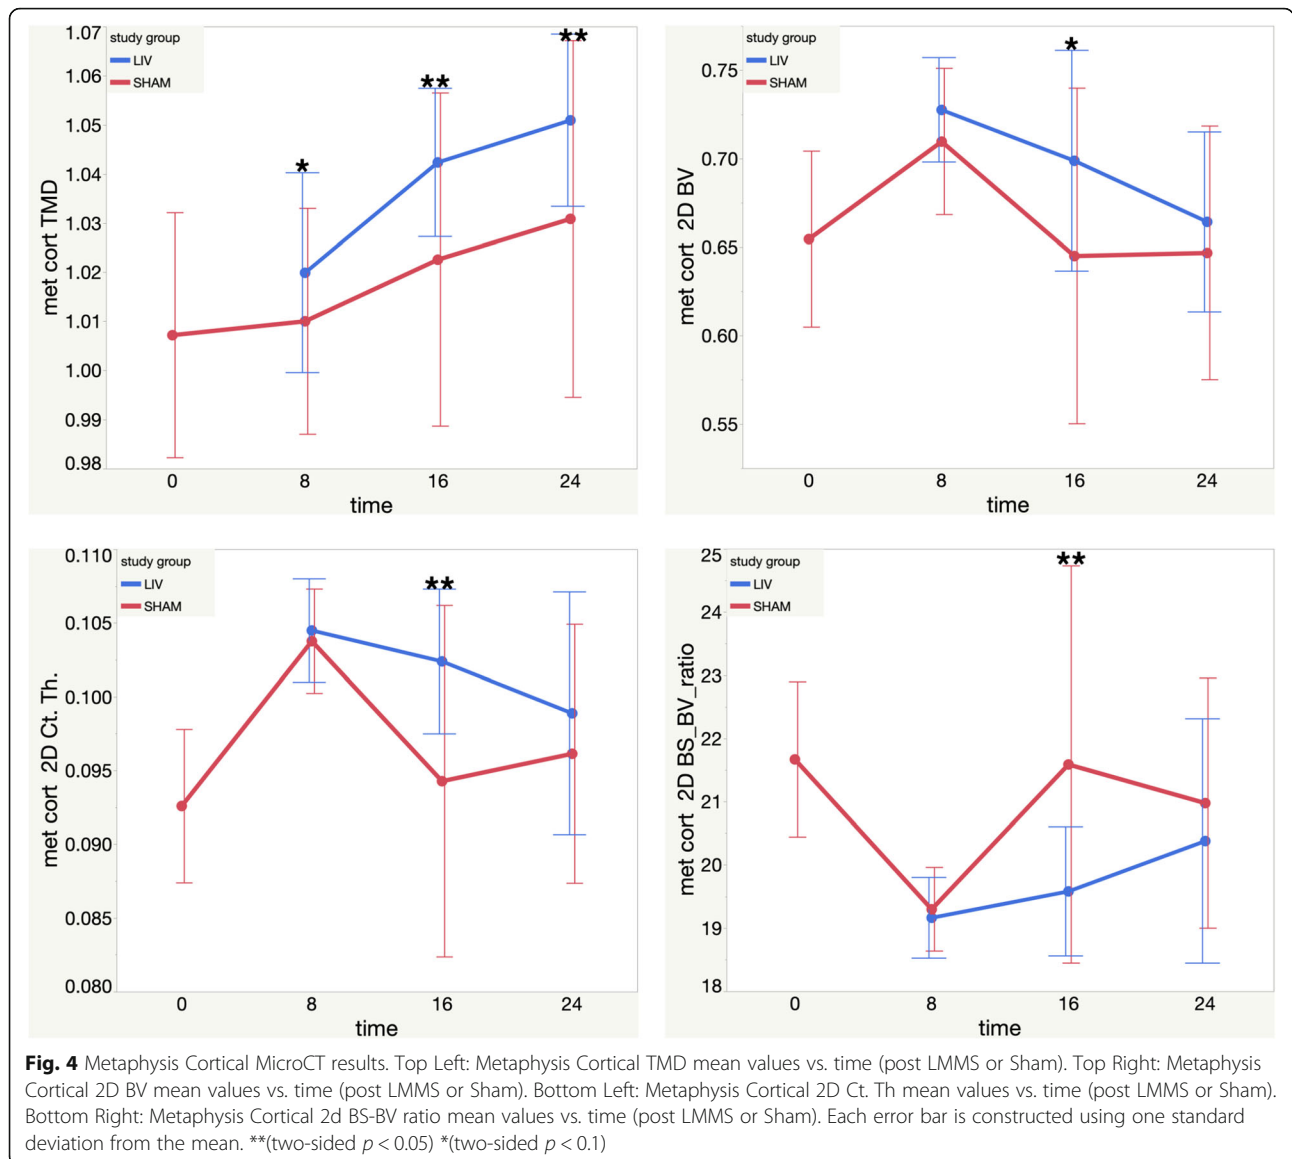 met cort TMD
study group
LIV
SHAM
1.07
1.06
1.05
1.04
1.03
1.02
1.01
1.00
0.99
0.98
*
**
**
0
8
16
24
time
met cort 2D BV
study group
LIV
SHAM
0.75
0.70
0.65
0.60
0.55
*
0
8
16
24
time
met cort 2D Ct. Th.
study group
LIV
SHAM
0.110
0.105
0.100
0.095
0.090
0.085
0.080
**
0
8
16
24
time
met cort 2D BS_BV_ratio
study group
LIV
SHAM
25
24
23
22
21
20
19
18
**
0
8
16
24
time
Fig. 4 Metaphysis Cortical MicroCT results. Top Left: Metaphysis Cortical TMD mean values vs. time (post LMMS or Sham). Top Right: Metaphysis
Cortical 2D BV mean values vs. time (post LMMS or Sham). Bottom Left: Metaphysis Cortical 2D Ct. Th mean values vs. time (post LMMS or Sham).
Bottom Right: Metaphysis Cortical 2d BS-BV ratio mean values vs. time (post LMMS or Sham). Each error bar is constructed using one standard
deviation from the mean. **(two-sided p < 0.05) *(two-sided p < 0.1)